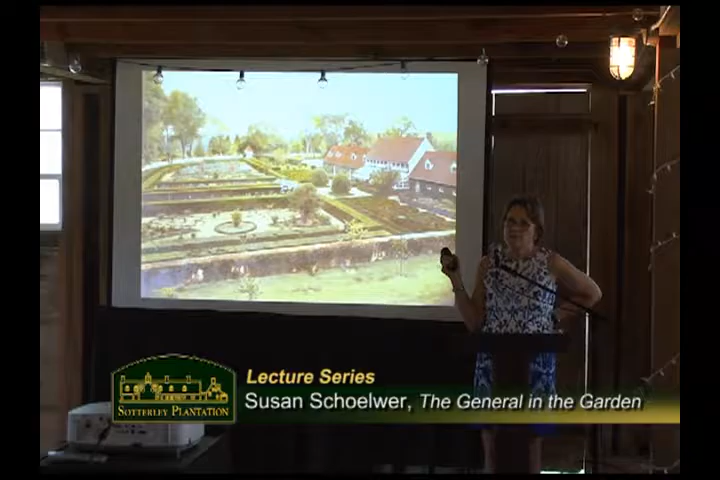 Lecture Series
SOTTERLEY PLANTATION
Susan Schoelwer, The General in the Garden